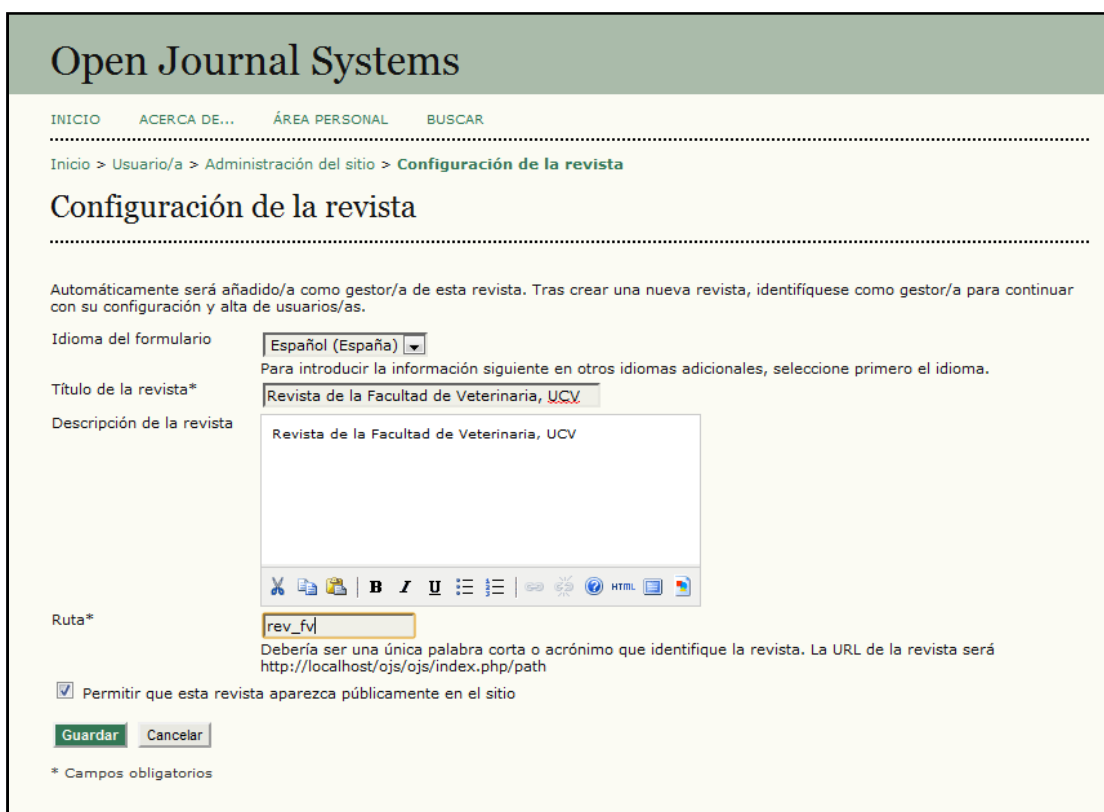 Open Journal Systems
INICIO ACERCA DE... ÁREA PERSONAL BUSCAR
Inicio > Usuario/a > Administración del sitio > Configuración de la revista
Configuración de la revista
Automáticamente será añadido/a como gestor/a de esta revista. Tras crear una nueva revista, identifíquese como gestor/a para continuar
con su configuración y alta de usuarios/as.
Idioma del formulario Español (España)
Para introducir la información siguiente en otros idiomas adicionales, seleccione primero el idioma.
Título de la revista* Revista de la Facultad de Veterinaria, UCV
Descripción de la revista Revista de la Facultad de Veterinaria, UCV
B I U HTML
Ruta* rev_fv
Debería ser una única palabra corta o acrónimo que identifique la revista. La URL de la revista será
http://localhost/ojs/ojs/index.php/path
Permitir que esta revista aparezca públicamente en el sitio
Guardar Cancelar
* Campos obligatorios